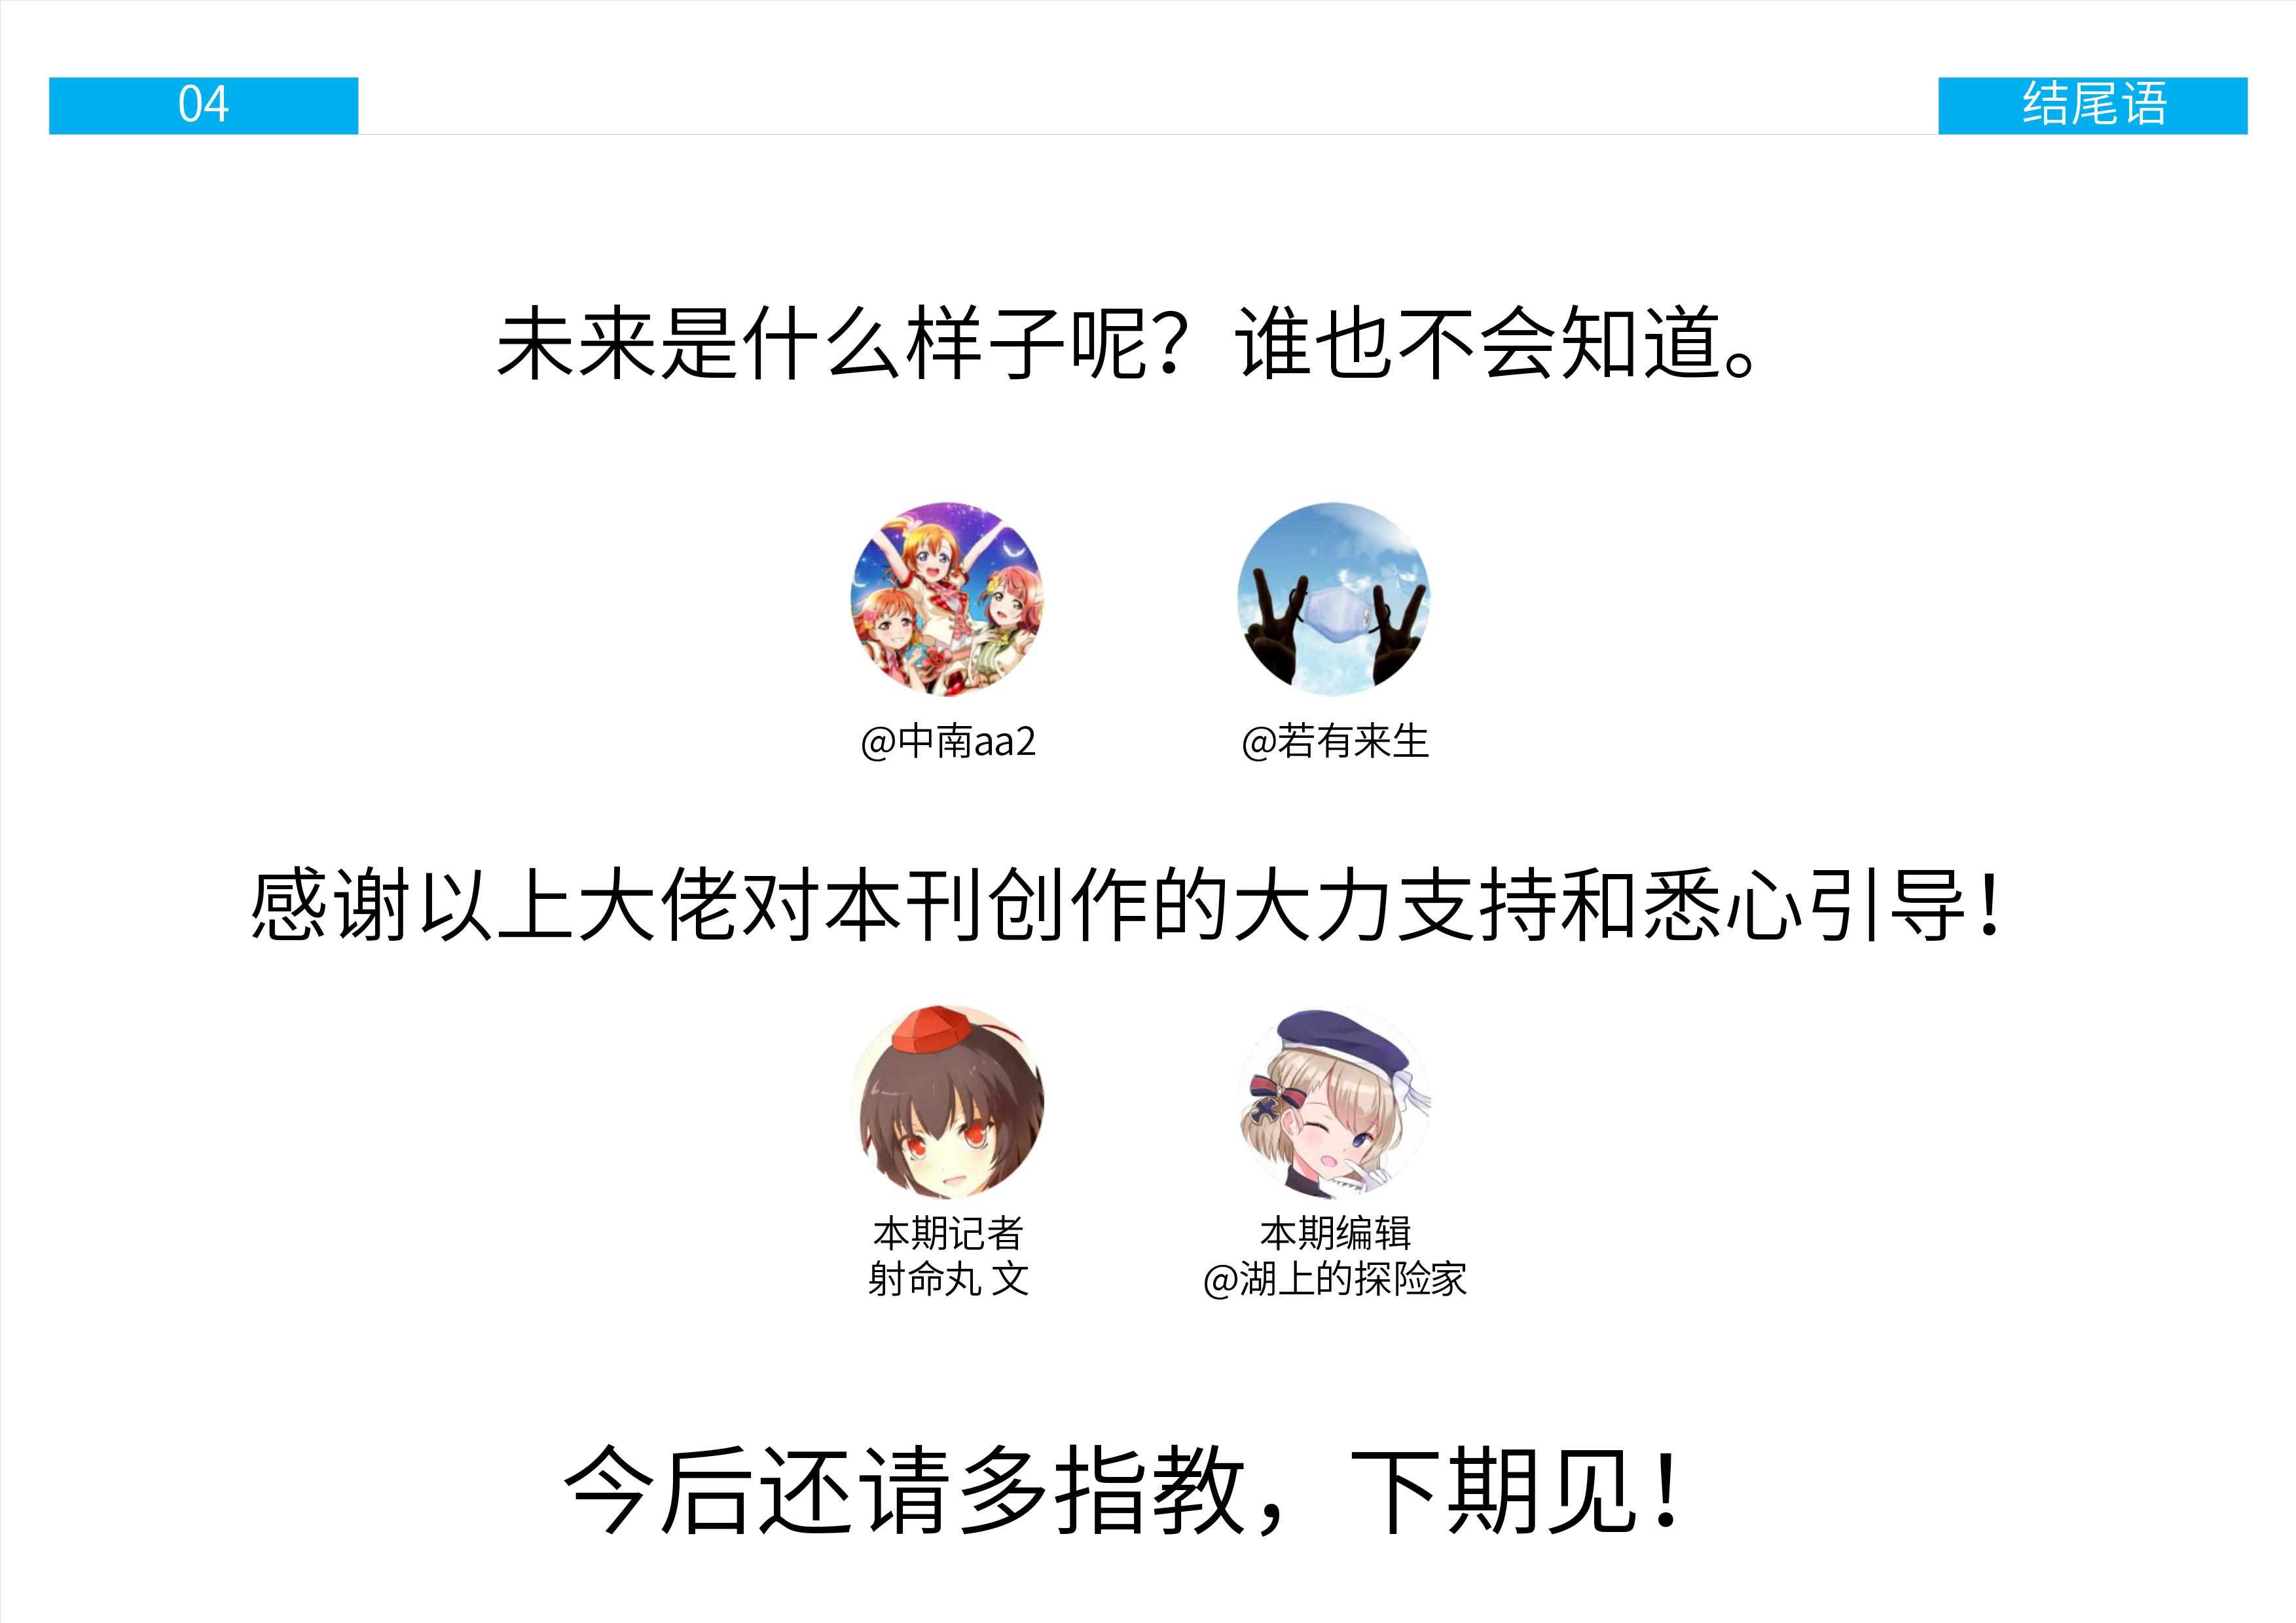 04
结尾语
未来是什么样子呢？谁也不会知道。
@中南aa2
@若有来生
感谢以上大佬对本刊创作的大力支持和悉心引导！
本期记者
射命丸 文
本期编辑
@湖上的探险家
今后还请多指教，下期见！